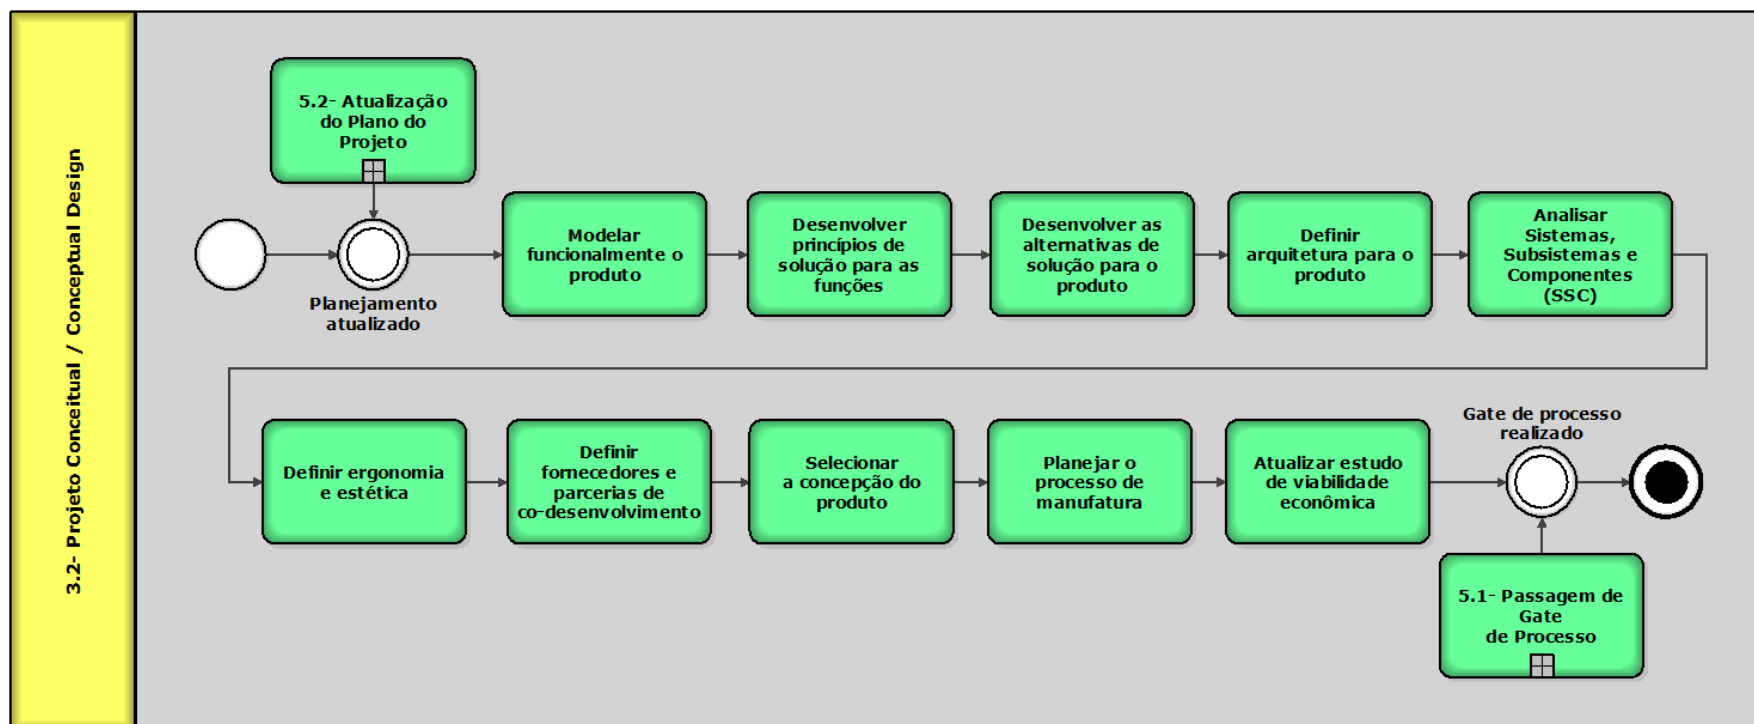 3.2- Projeto Conceitual / Conceptual Design
5.2- Atualização
do Plano do
Projeto
Planejamento
atualizado
Modelar
funcionalmente o
produto
Desenvolver
princípios de
solução para as
funções
Desenvolver as
alternativas de
solução para o
produto
Definir
arquitetura para o
produto
Analisar
Sistemas,
Subsistemas e
Componentes
(SSC)
Definir ergonomia
e estética
Definir
fornecedores e
parcerias de
co-desenvolvimento
Selecionar
a concepção do
produto
Planejar o
processo de
manufatura
Atualizar estudo
de viabilidade
econômica
Gate de processo
realizado
5.1- Passagem de
Gate
de Processo